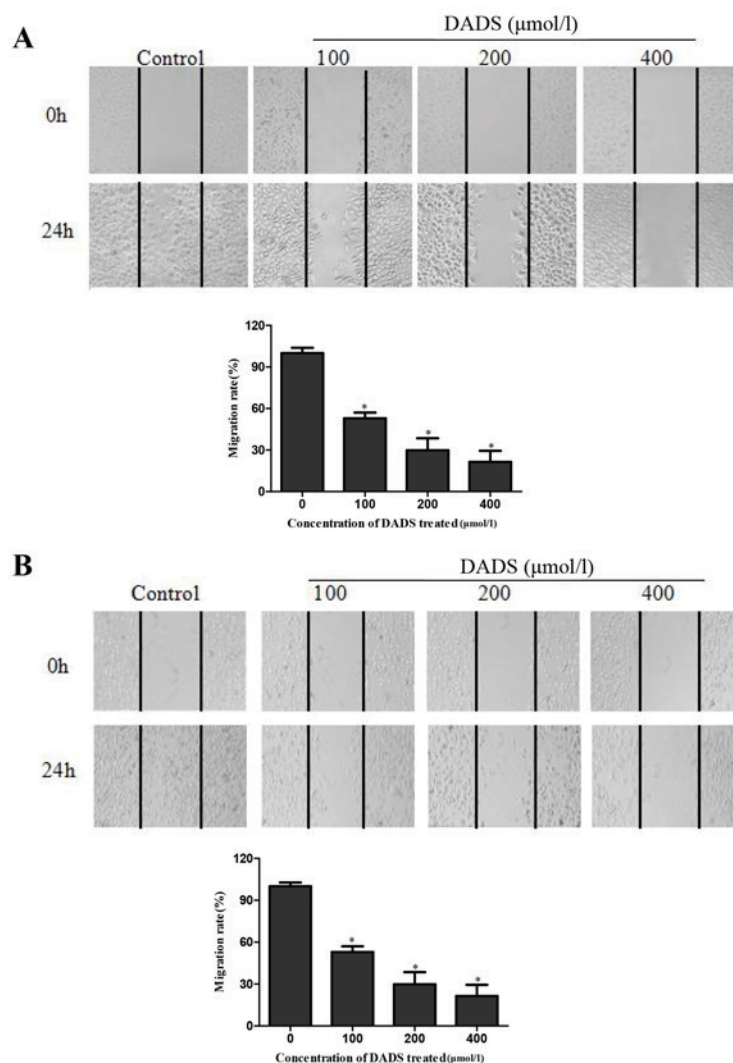 A
DADS (μmol/l)
Control 100 200 400
0h
24h
120
90
60
30
0
Migration rate(%)
* * *
0 100 200 400
Concentration of DADS treated(μmol/l)
B
DADS (μmol/l)
Control 100 200 400
0h
24h
120
90
60
30
0
Migration rate(%)
* * *
0 100 200 400
Concentration of DADS treated(μmol/l)